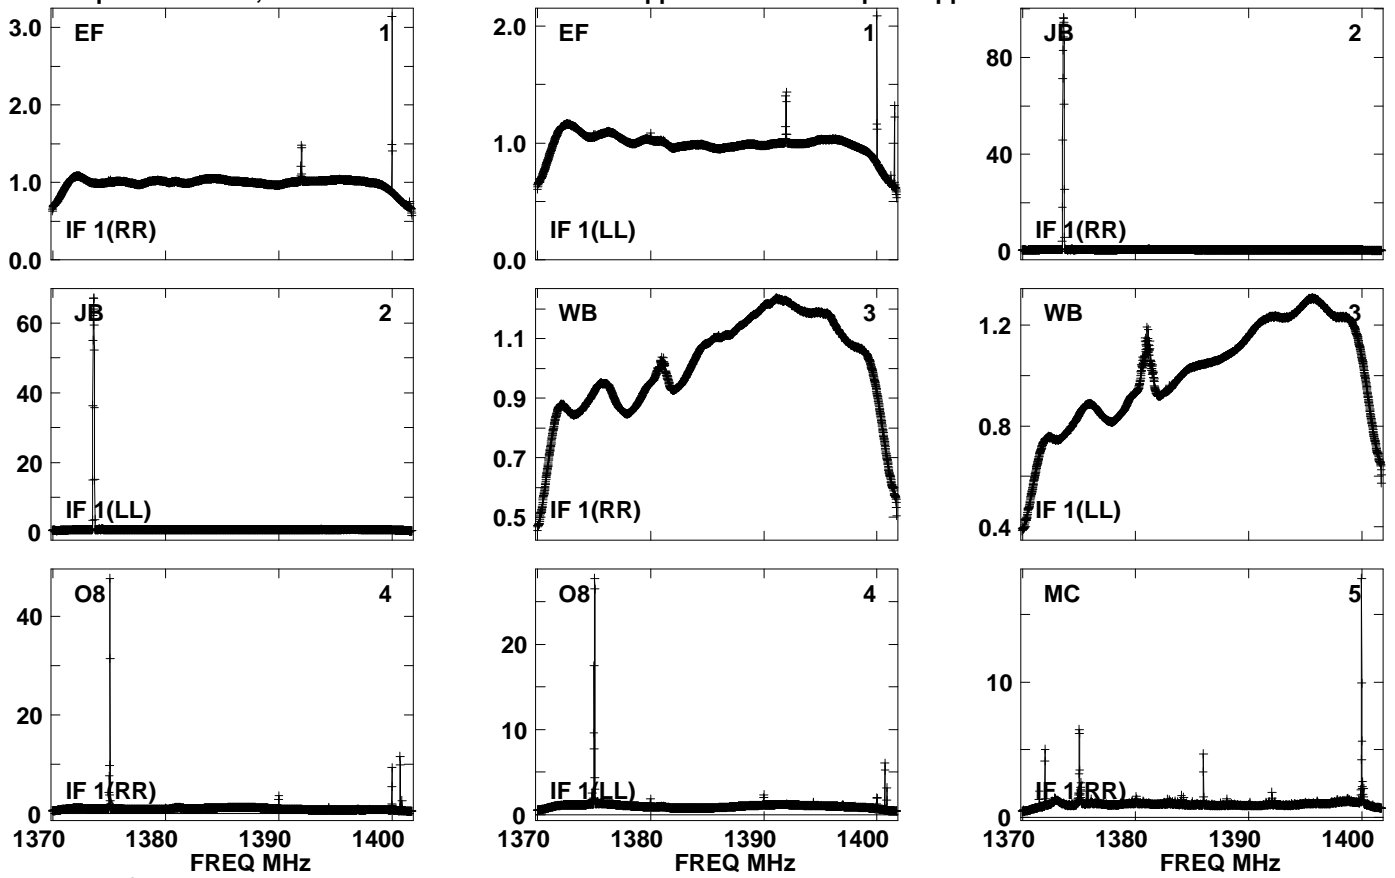 EF 1
3.0
2.0
1.0
0.0
IF 1(RR)
EF 1
2.0
1.0
0.0
IF 1(LL)
JB 2
80
40
0
IF 1(RR)
JB 2
60
40
20
0
IF 1(LL)
WB 3
1.1
0.9
0.7
0.5
IF 1(RR)
WB 3
1.2
0.8
0.4
IF 1(LL)
O8 4
40
20
0
IF 1(RR)
1370 1380 1390 1400
FREQ MHz
O8 4
20
10
0
IF 1(LL)
1370 1380 1390 1400
FREQ MHz
MC 5
10
0
IF 1(RR)
1370 1380 1390 1400
FREQ MHz